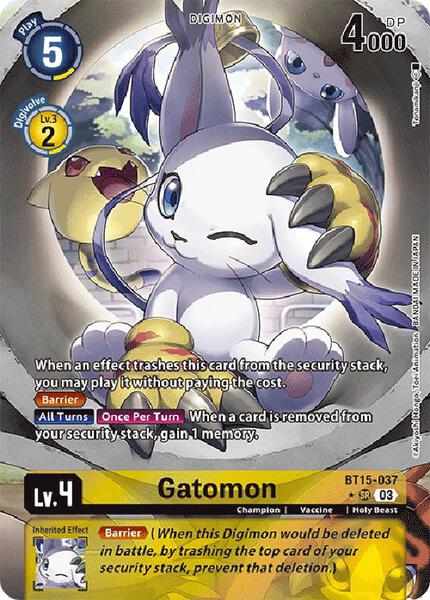 DIGIMON
Play
5
DP
4000
Digivolve
Lv.3
2
©Akiyoshi Hongo, Toei Animation BANDAI MADE IN JAPAN
When an effect trashes this card from the security stack,
you may play it without paying the cost.
Barrier
All Turns Once Per Turn When a card is removed from
your security stack, gain 1 memory.
Lv.4
Gatomon
BT15-037
SR 03
Champion | Vaccine | Holy Beast
Inherited Effect
Barrier (When this Digimon would be deleted
in battle, by trashing the top card of your
security stack, prevent that deletion.)